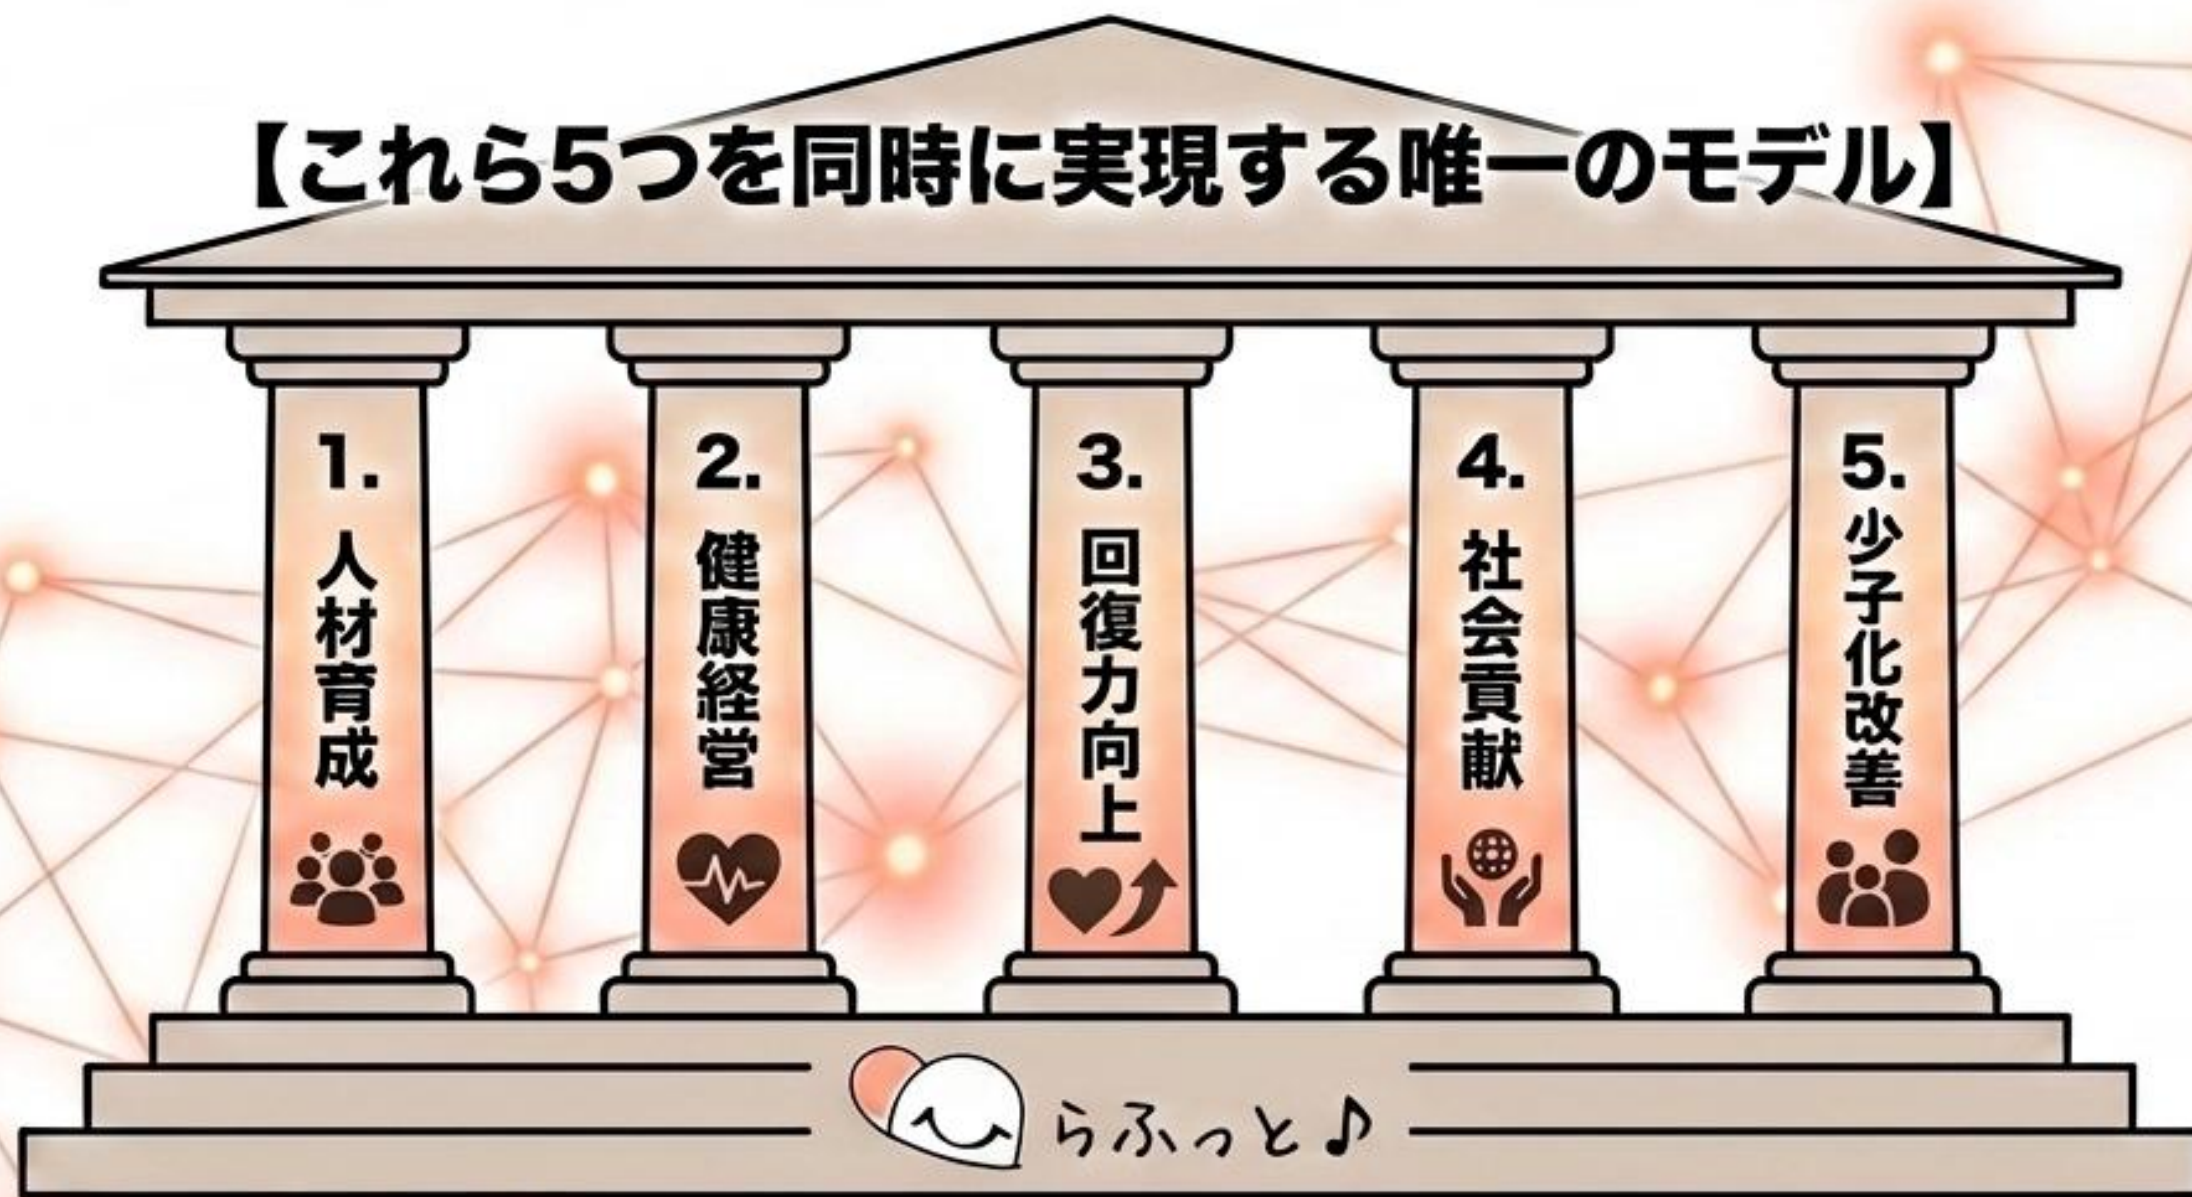 【これら5つを同時に実現する唯一のモデル】
1.
人材育成
2.
健康経営
3.
回復力向上
4.
社会貢献
5.
少子化改善
らふっと♪